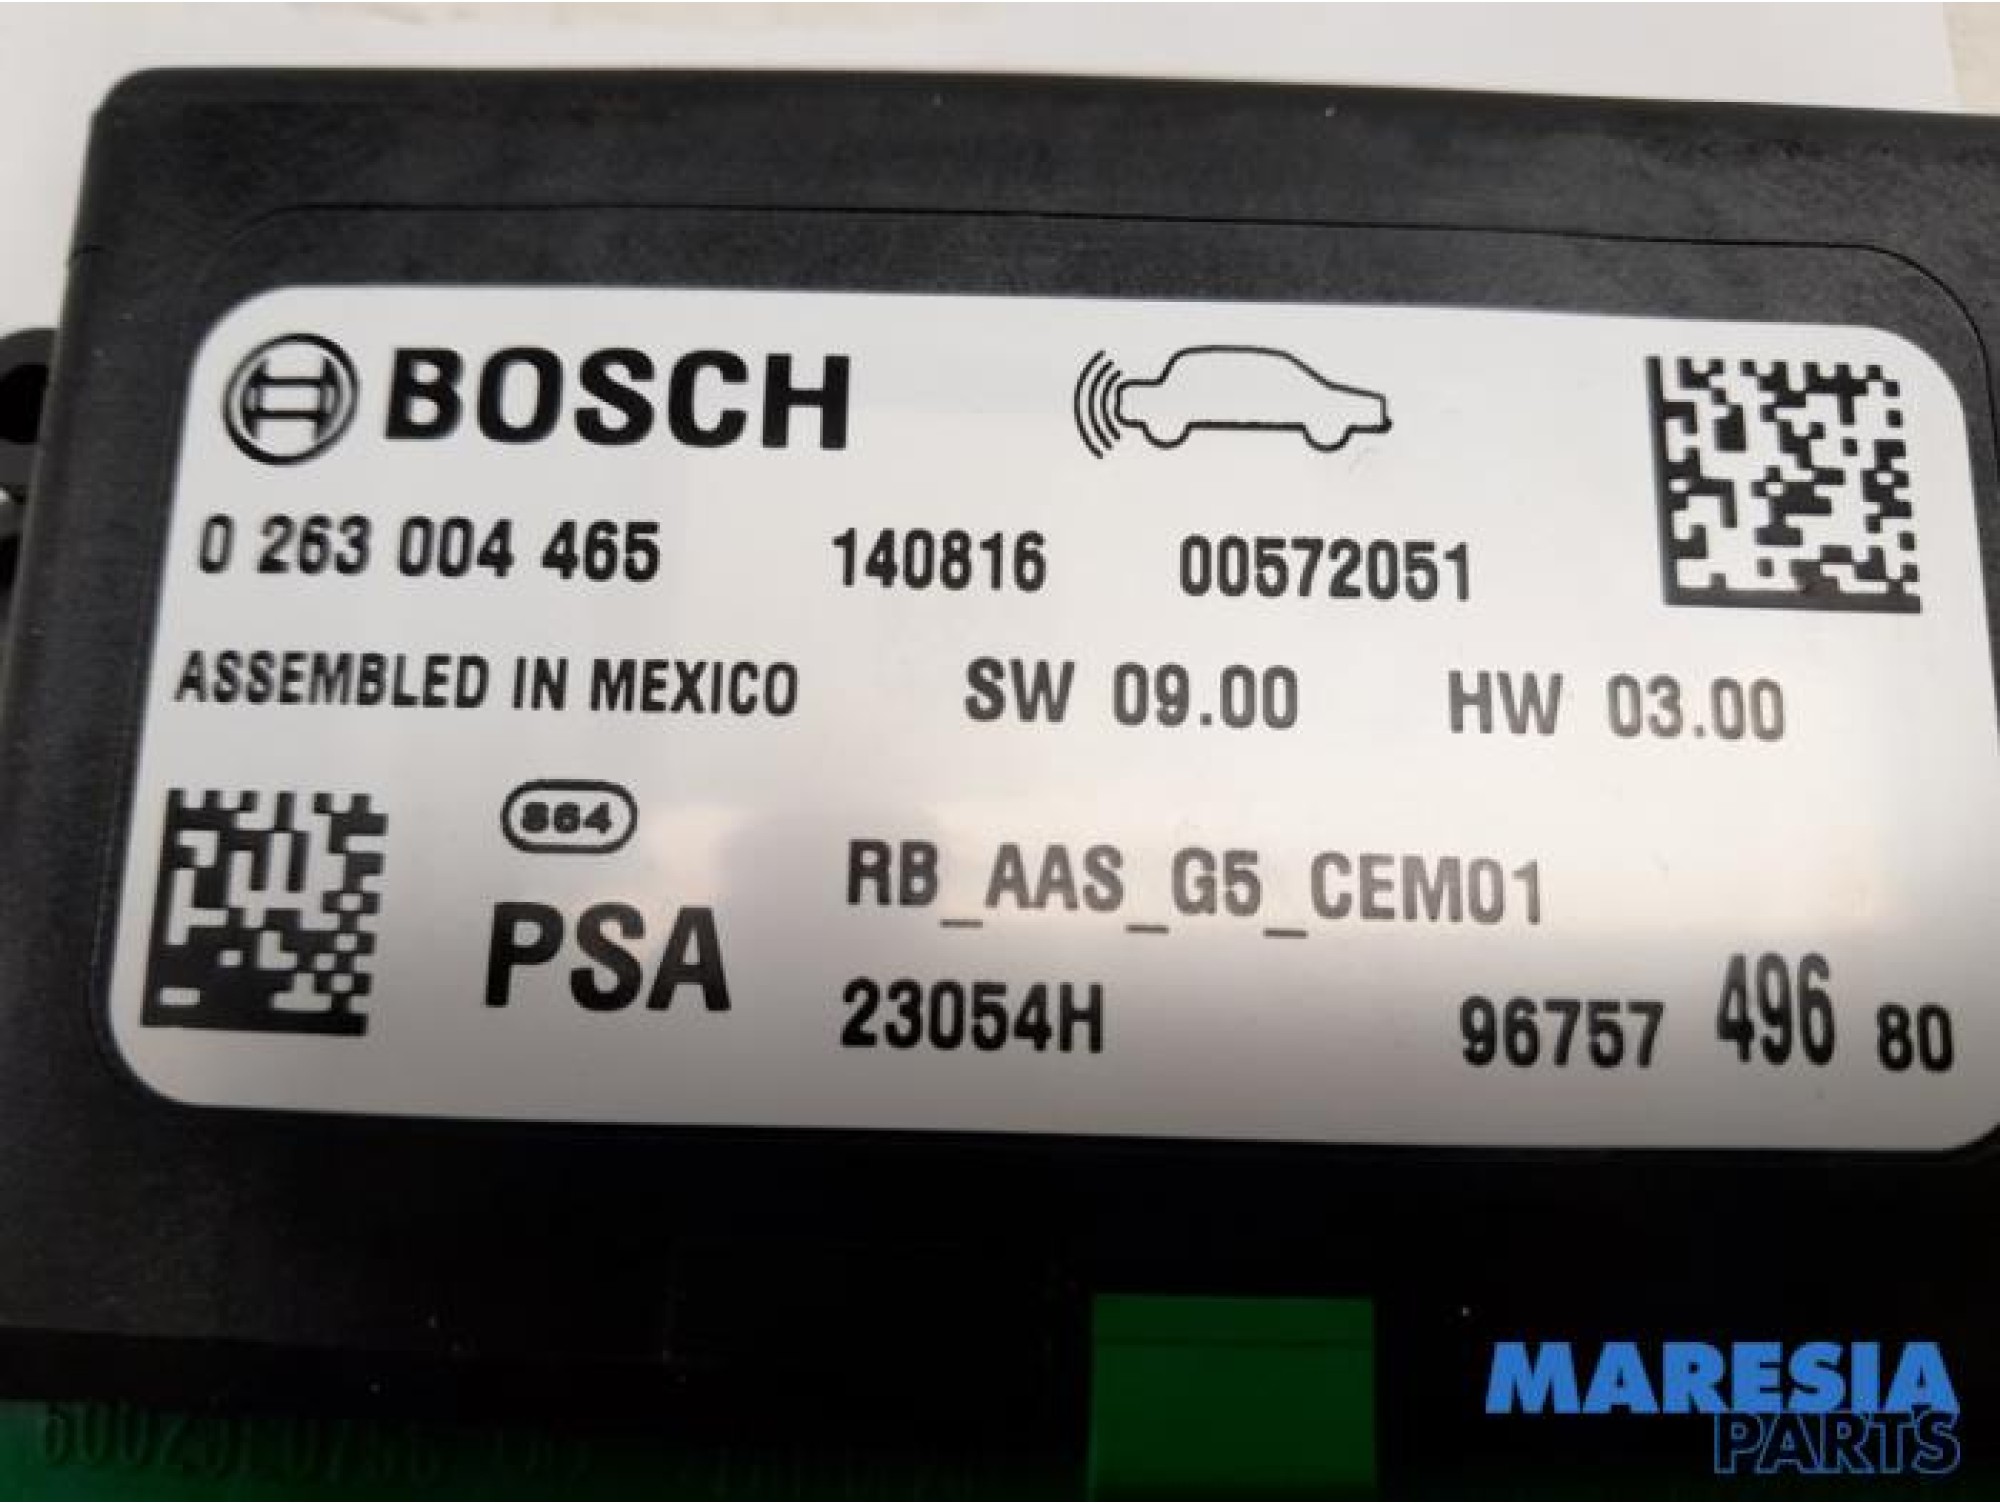 BOSCH
0 263 004 465 140816 00572051
ASSEMBLED IN MEXICO SW 09.00 HW 03.00
864
PSA
RB_AAS_G5_CEM01
23054H 96757 496 80
MARESIA
PARTS